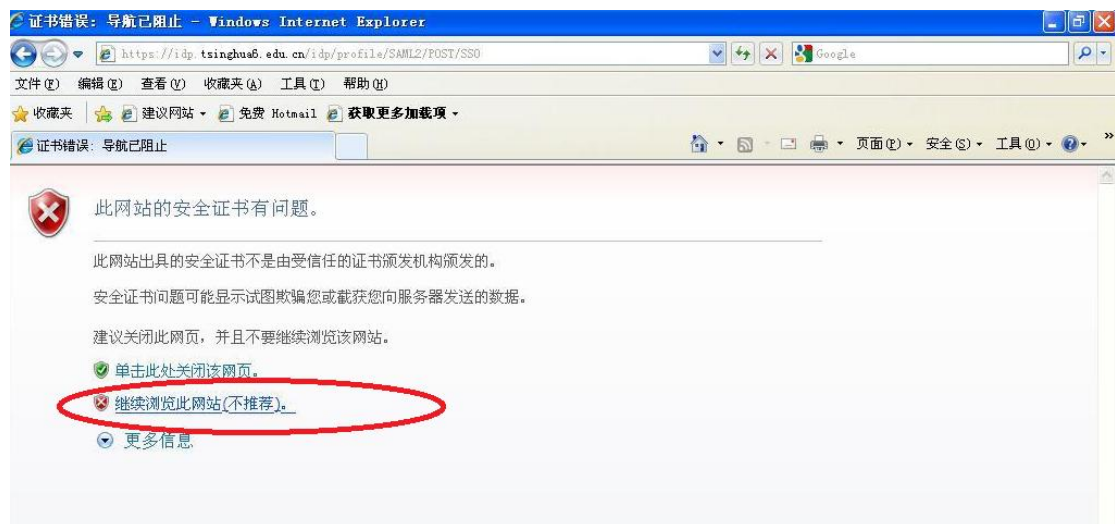 证书错误: 导航已阻止 - Windows Internet Explorer
https://idp.tsinghua6.edu.cn/idp/profile/SAML2/POST/SSO
Google
文件(F) 编辑(E) 查看(V) 收藏夹(A) 工具(T) 帮助(H)
收藏夹 建议网站 免费 Hotmail 获取更多加载项
证书错误: 导航已阻止
页面(P) 安全(S) 工具(O) »
此网站的安全证书有问题。
此网站出具的安全证书不是由受信任的证书颁发机构颁发的。
安全证书问题可能显示试图欺骗您或截获您向服务器发送的数据。
建议关闭此网页，并且不要继续浏览该网站。
单击此处关闭该网页。
继续浏览此网站(不推荐)。
更多信息